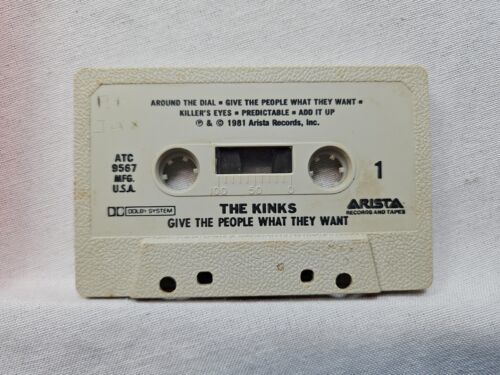 AROUND THE DIAL • GIVE THE PEOPLE WHAT THEY WANT •
KILLER'S EYES • PREDICTABLE • ADD IT UP
℗ & © 1981 Arista Records, Inc.
ATC
9567
MFG.
U.S.A.
1
100 50 0
DOLBY SYSTEM
THE KINKS
GIVE THE PEOPLE WHAT THEY WANT
ARISTA
RECORDS AND TAPES